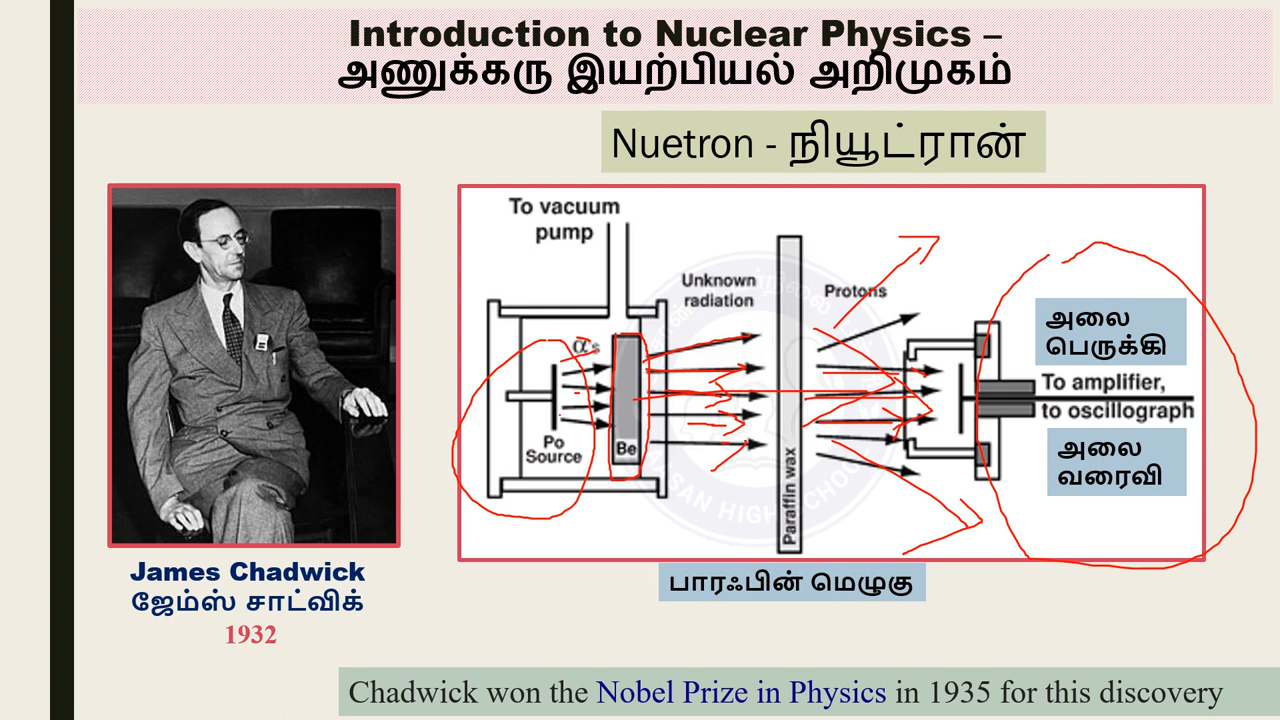 Introduction to Nuclear Physics –
அணுக்கரு இயற்பியல் அறிமுகம்
Nuetron - நியூட்ரான்
To vacuum
pump
Unknown
radiation
Protons
αs
Po
Source
Be
Paraffin wax
அலை
பெருக்கி
To amplifier,
to oscillograph
அலை
வரைவி
பாரஃபின் மெழுகு
James Chadwick
ஜேம்ஸ் சாட்விக்
1932
Chadwick won the Nobel Prize in Physics in 1935 for this discovery